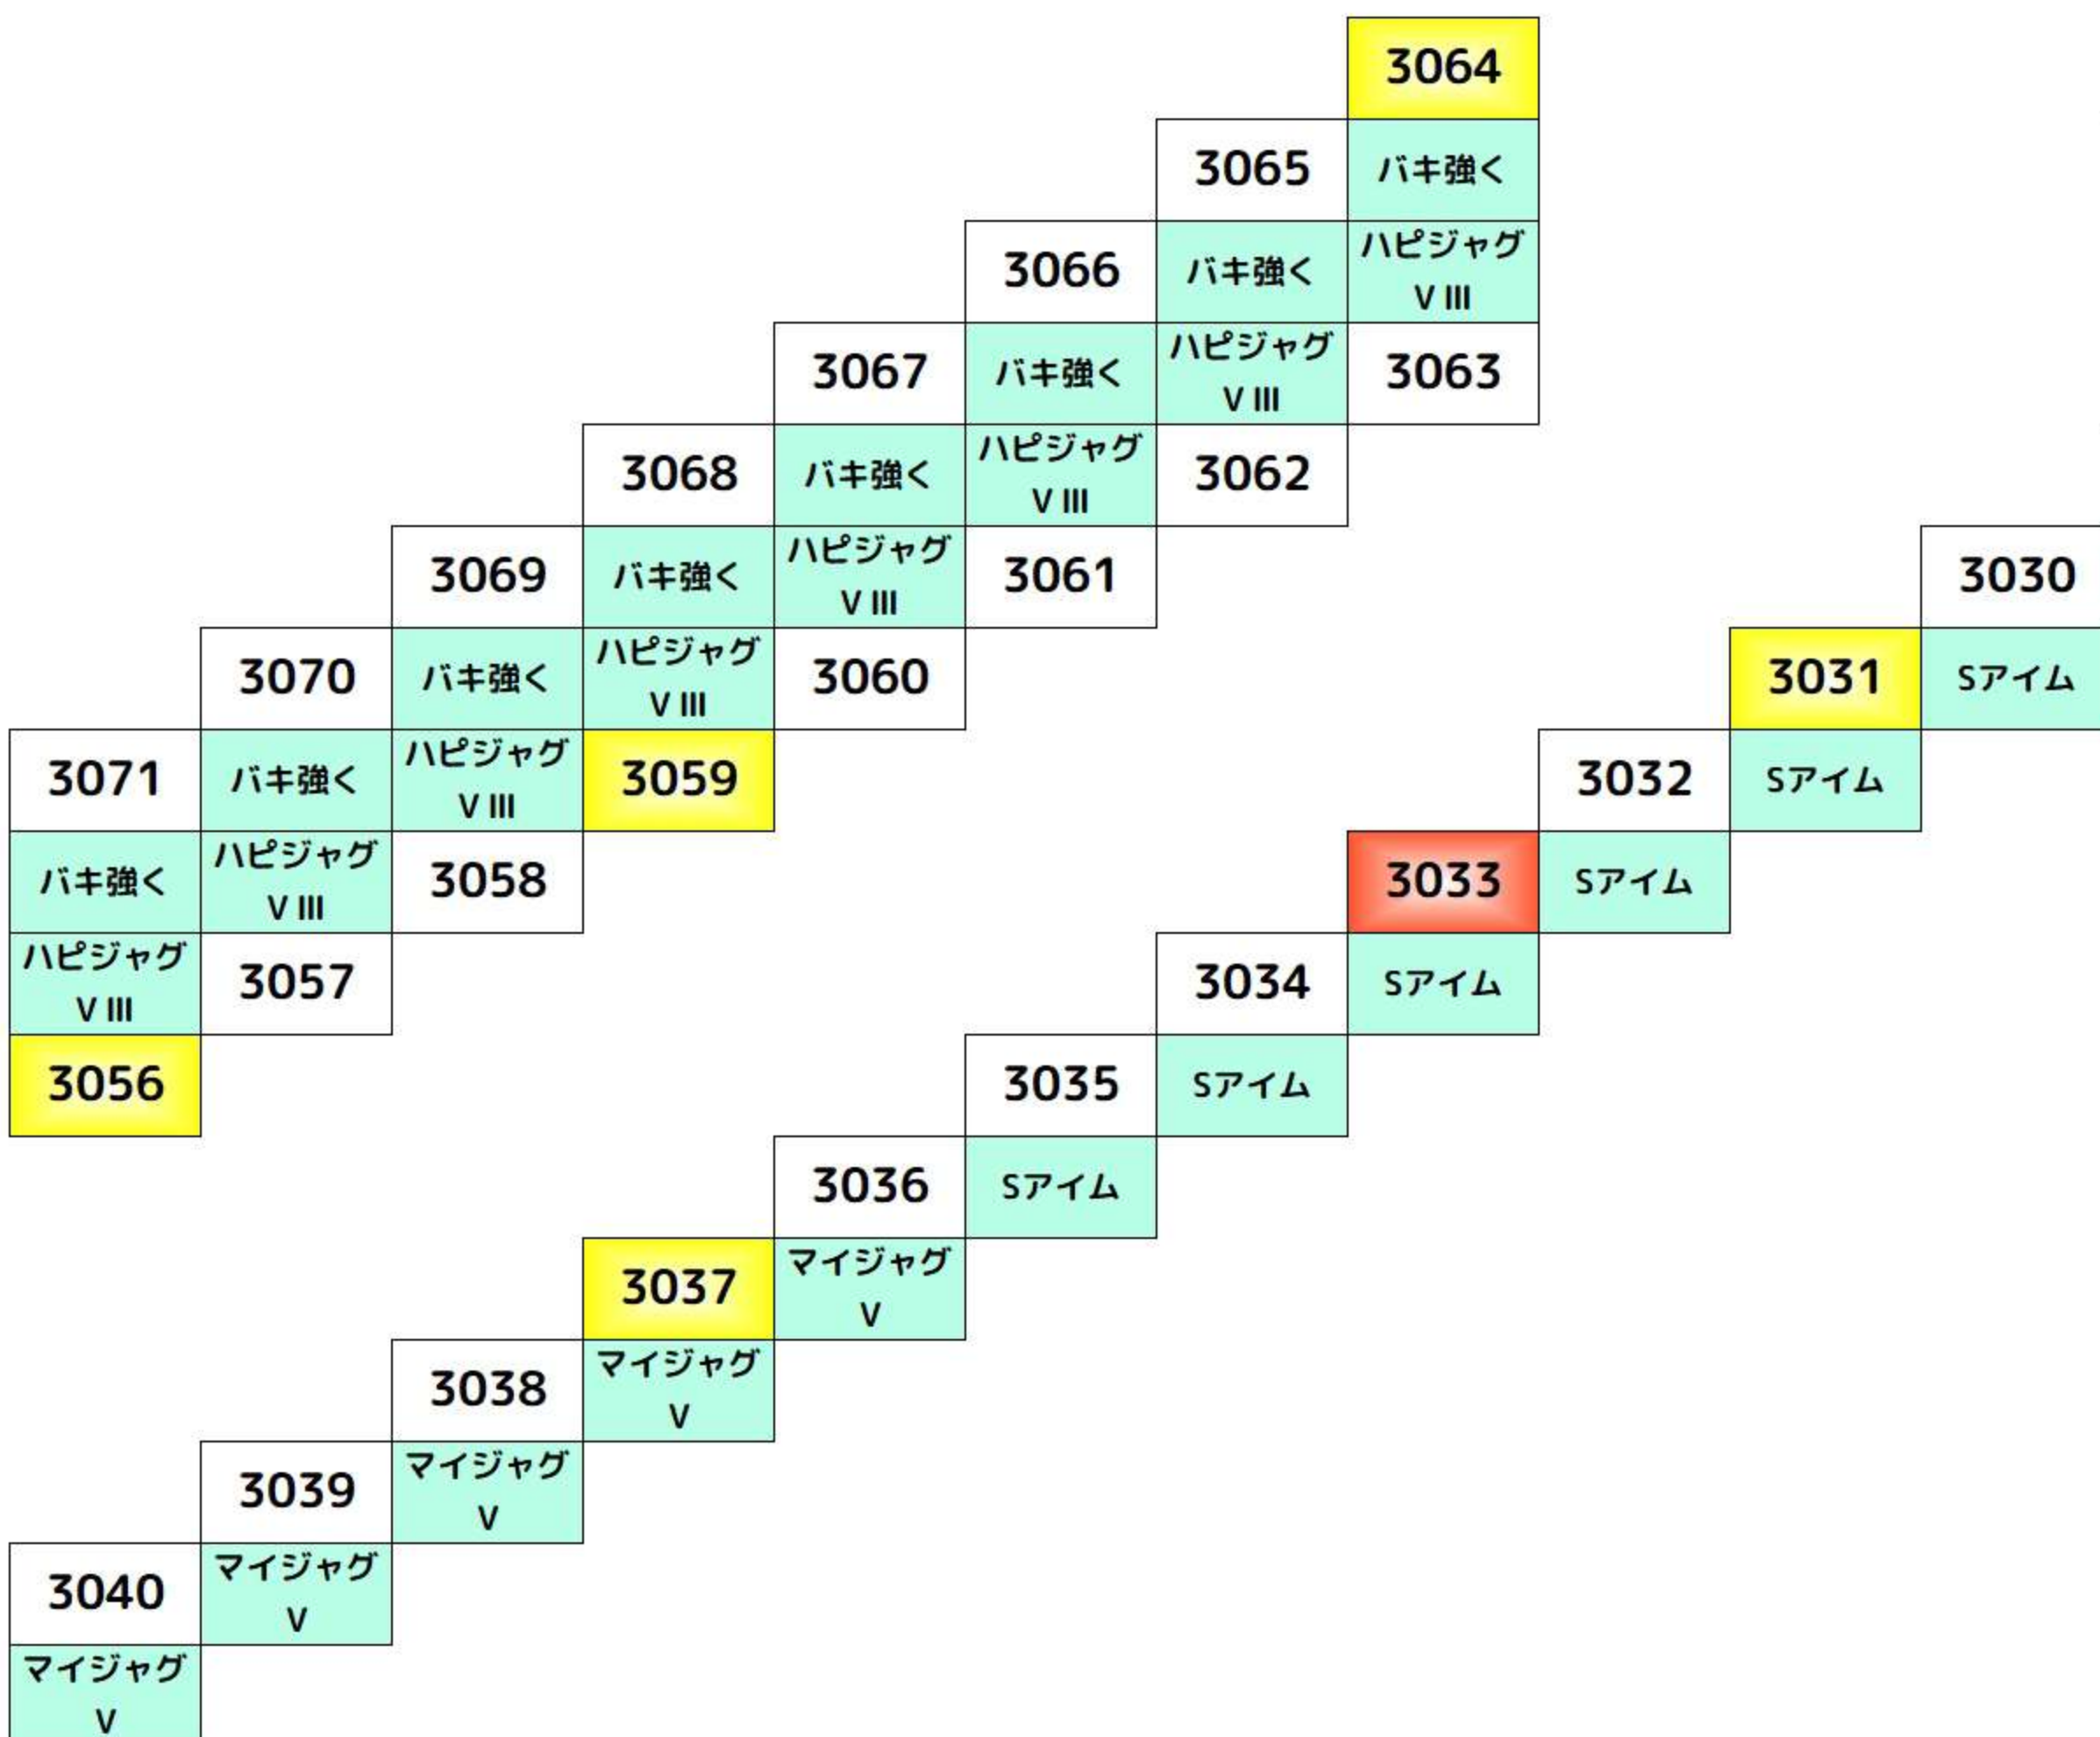 3064
3065 バキ強く
3066 バキ強く ハピジャグ
V III
3067 バキ強く ハピジャグ
V III 3063
3068 バキ強く ハピジャグ
V III 3062
3069 バキ強く ハピジャグ
V III 3061 3030
3070 バキ強く ハピジャグ
V III 3060 3031 Sアイム
3071 バキ強く ハピジャグ
V III 3059 3032 Sアイム
バキ強く ハピジャグ
V III 3058 3033 Sアイム
ハピジャグ
V III 3057 3034 Sアイム
3056 3035 Sアイム
3036 Sアイム
3037 マイジャグ
V
3038 マイジャグ
V
3039 マイジャグ
V
3040 マイジャグ
V
マイジャグ
V